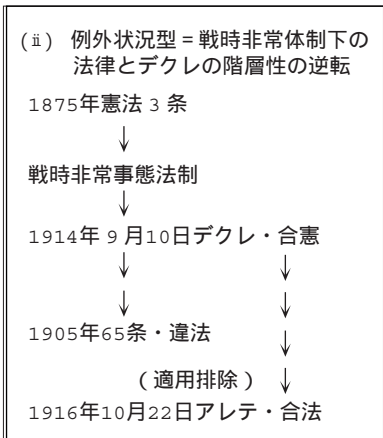 (ⅱ) 例外状況型＝戦時非常体制下の
法律とデクレの階層性の逆転
1875年憲法３条
↓
戦時非常事態法制
↓
1914年９月10日デクレ・合憲
↓ ↓
↓ ↓
1905年65条・違法 ↓
（適用排除） ↓
1916年10月22日アレテ・合法